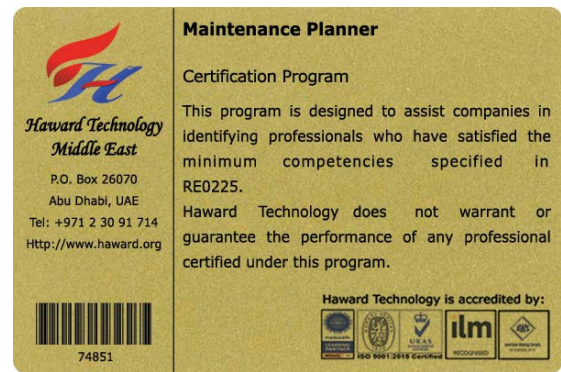 Haward Technology
Middle East
P.O. Box 26070
Abu Dhabi, UAE
Tel: +971 2 30 91 714
Http://www.haward.org
74851
Maintenance Planner
Certification Program
This program is designed to assist companies in
identifying professionals who have satisfied the
minimum competencies specified in
RE0225.
Haward Technology does not warrant or
guarantee the performance of any professional
certified under this program.
Haward Technology is accredited by:
UKAS
ISO 9001:2015 Certified
ilm
RECOGNISED